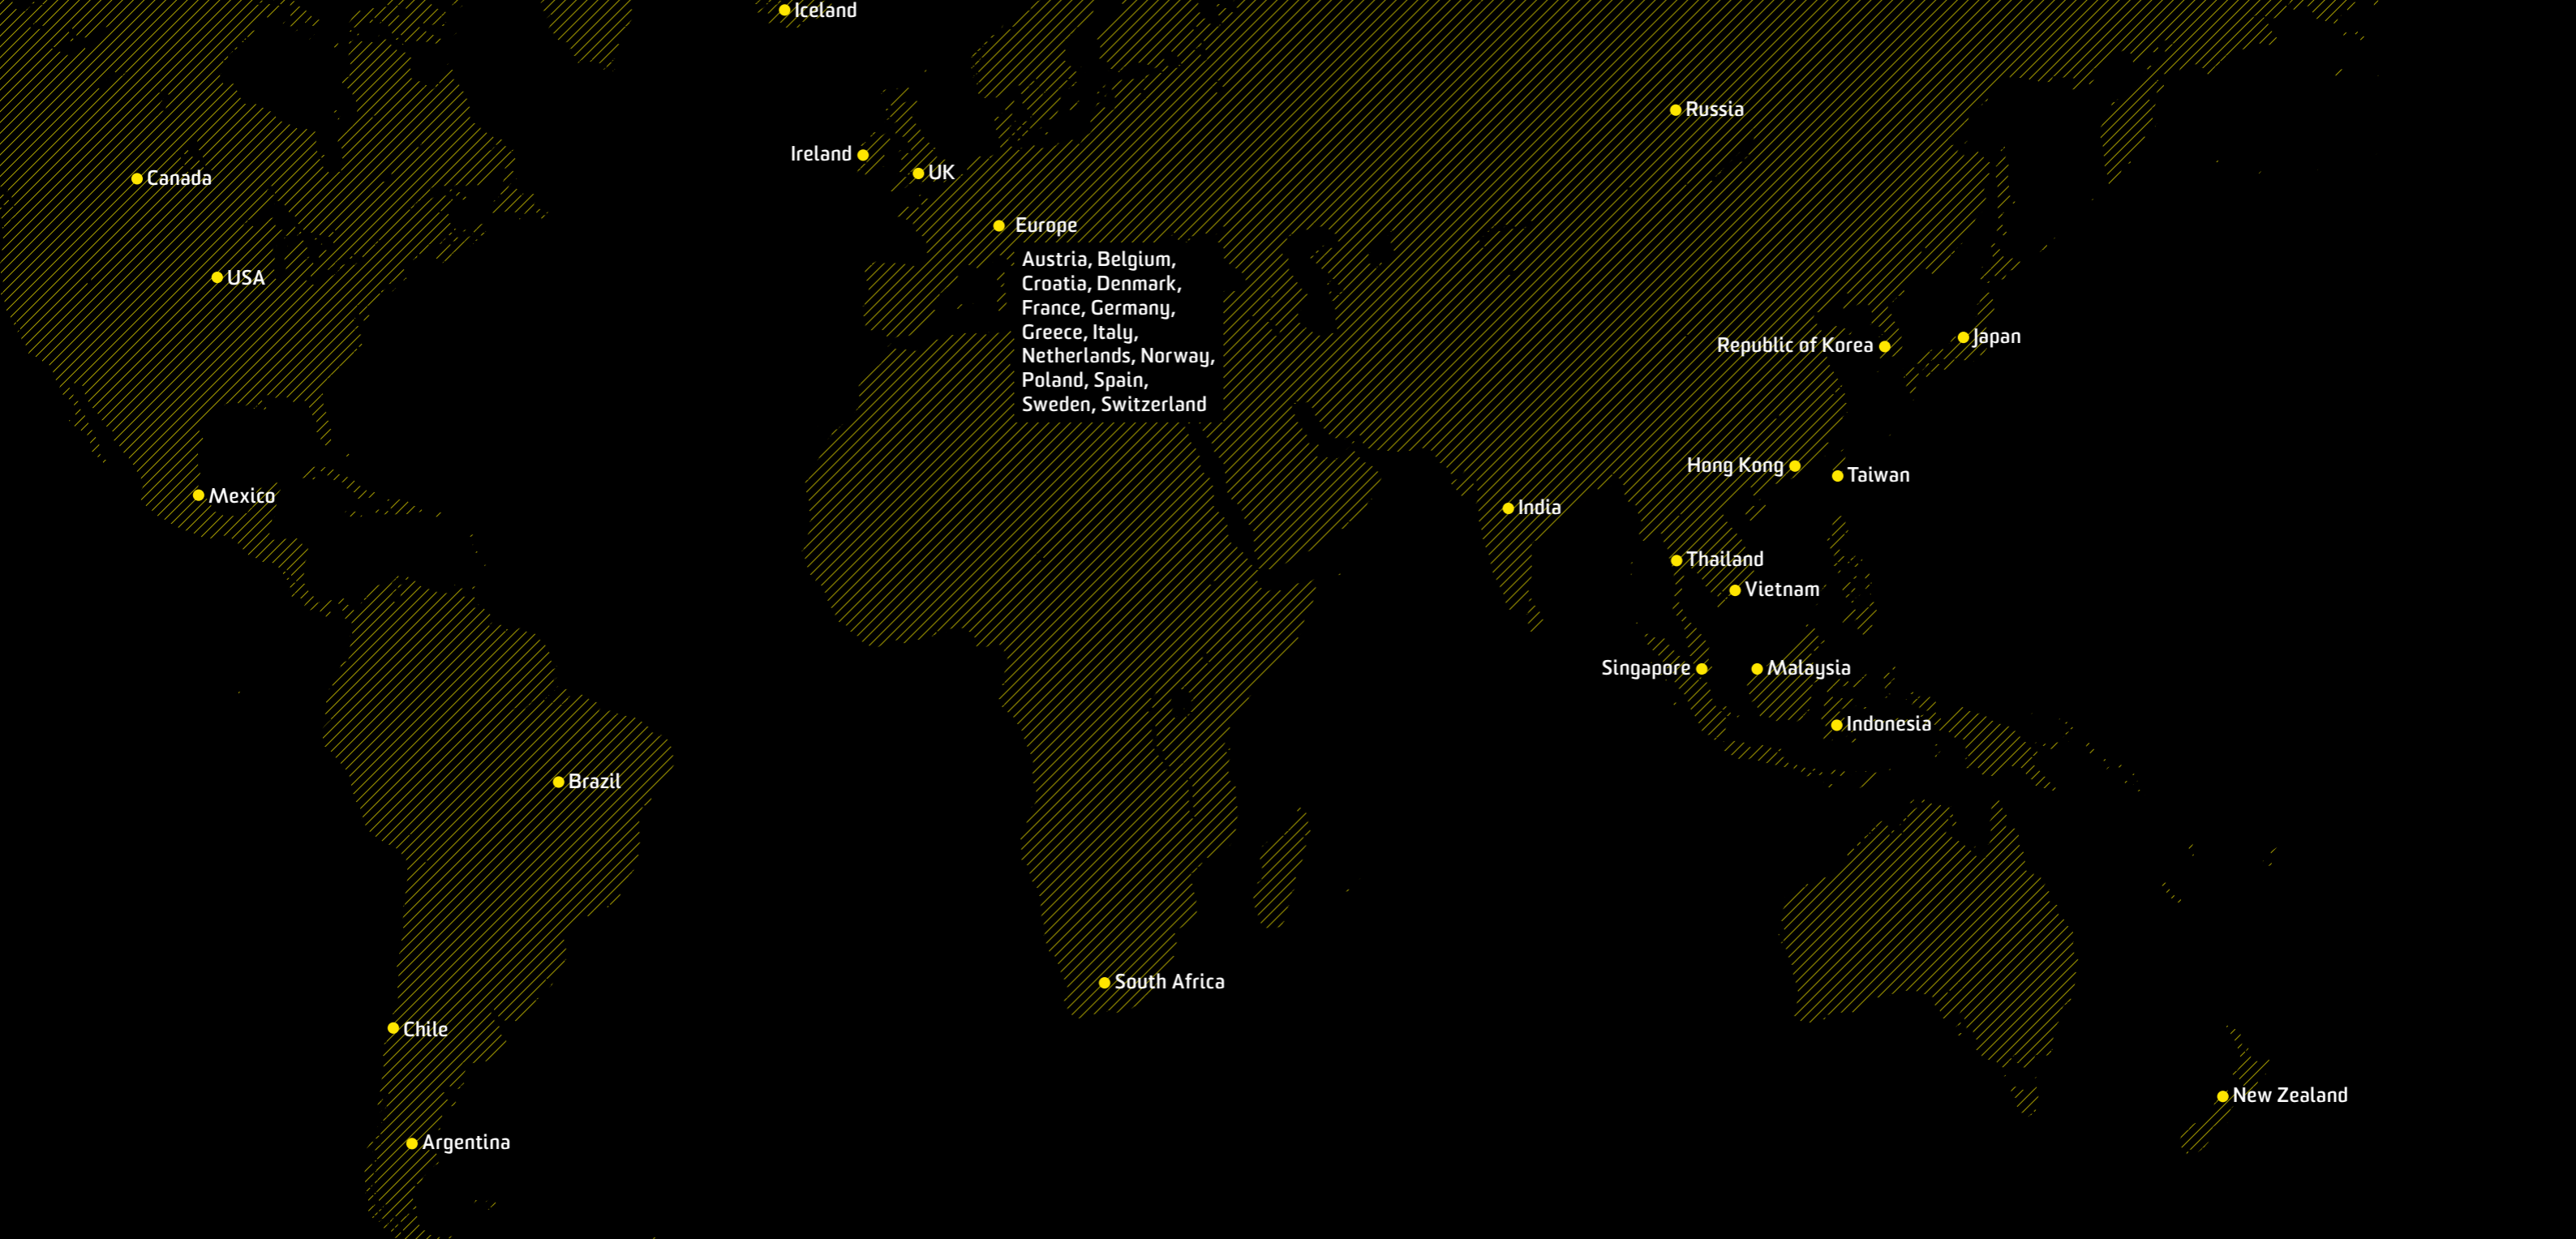 Iceland
Russia
Ireland
UK
Canada
Europe
Austria, Belgium,
Croatia, Denmark,
France, Germany,
Greece, Italy,
Netherlands, Norway,
Poland, Spain,
Sweden, Switzerland
USA
Republic of Korea
Japan
Hong Kong
Taiwan
Mexico
India
Thailand
Vietnam
Singapore
Malaysia
Indonesia
Brazil
South Africa
Chile
New Zealand
Argentina